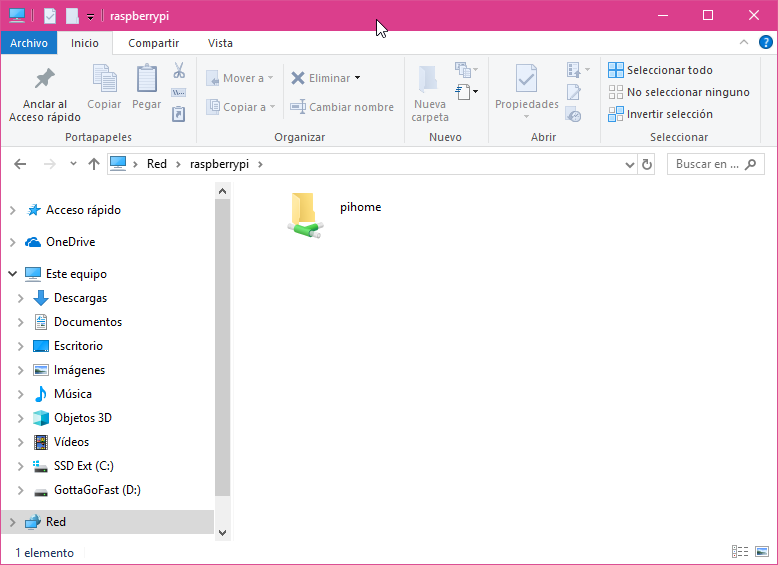 raspberrypi
Archivo Inicio Compartir Vista
Anclar al
Acceso rápido
Copiar
Pegar
Portapapeles
Mover a
Copiar a
Eliminar
Cambiar nombre
Organizar
Nueva
carpeta
Nuevo
Propiedades
Abrir
Seleccionar todo
No seleccionar ninguno
Invertir selección
Seleccionar
Red raspberrypi
Buscar en ...
Acceso rápido
OneDrive
Este equipo
Descargas
Documentos
Escritorio
Imágenes
Música
Objetos 3D
Vídeos
SSD Ext (C:)
GottaGoFast (D:)
Red
pihome
1 elemento